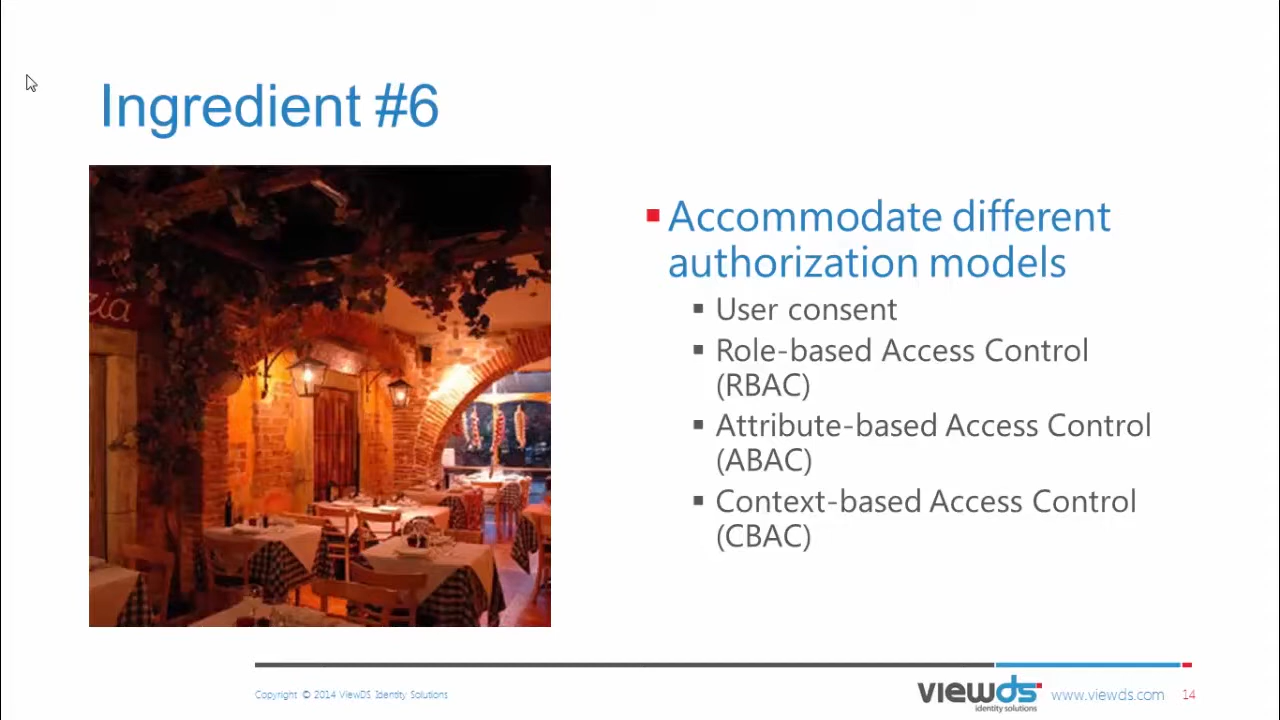 Ingredient #6
zia
Accommodate different
authorization models
User consent
Role-based Access Control
(RBAC)
Attribute-based Access Control
(ABAC)
Context-based Access Control
(CBAC)
Copyright © 2014 ViewDS Identity Solutions
viewds
identity solutions
www.viewds.com
14